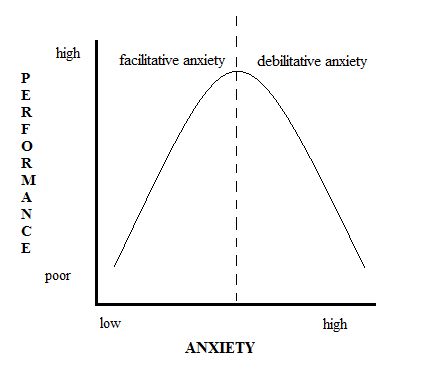 high
facilitative anxiety
debilitative anxiety
P
E
R
F
O
R
M
A
N
C
E
poor
low
high
ANXIETY